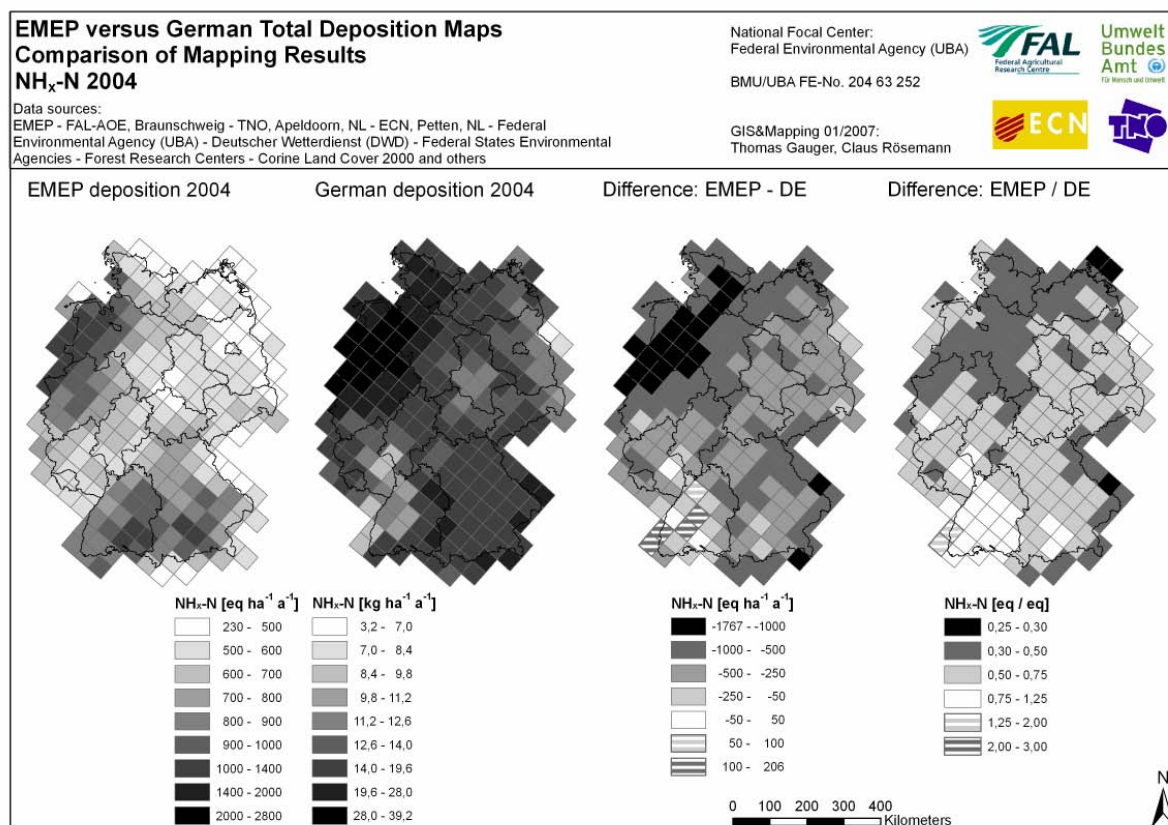 EMEP versus German Total Deposition Maps
Comparison of Mapping Results
NHₓ-N 2004
Data sources:
EMEP - FAL-AOE, Braunschweig - TNO, Apeldoorn, NL - ECN, Petten, NL - Federal
Environmental Agency (UBA) - Deutscher Wetterdienst (DWD) - Federal States Environmental
Agencies - Forest Research Centers - Corine Land Cover 2000 and others
National Focal Center:
Federal Environmental Agency (UBA)
BMU/UBA FE-No. 204 63 252
GIS&Mapping 01/2007:
Thomas Gauger, Claus Rösemann
FAL
Federal Agricultural
Research Centre
Umwelt
Bundes
Amt
Für Mensch und Umwelt
ECN
TNO
EMEP deposition 2004
German deposition 2004
Difference: EMEP - DE
Difference: EMEP / DE
NHₓ-N [eq ha⁻¹ a⁻¹]
230 - 500
500 - 600
600 - 700
700 - 800
800 - 900
900 - 1000
1000 - 1400
1400 - 2000
2000 - 2800
NHₓ-N [kg ha⁻¹ a⁻¹]
3,2 - 7,0
7,0 - 8,4
8,4 - 9,8
9,8 - 11,2
11,2 - 12,6
12,6 - 14,0
14,0 - 19,6
19,6 - 28,0
28,0 - 39,2
NHₓ-N [eq ha⁻¹ a⁻¹]
-1767 - -1000
-1000 - -500
-500 - -250
-250 - -50
-50 - 50
50 - 100
100 - 206
NHₓ-N [eq / eq]
0,25 - 0,30
0,30 - 0,50
0,50 - 0,75
0,75 - 1,25
1,25 - 2,00
2,00 - 3,00
0 100 200 300 400
Kilometers
N